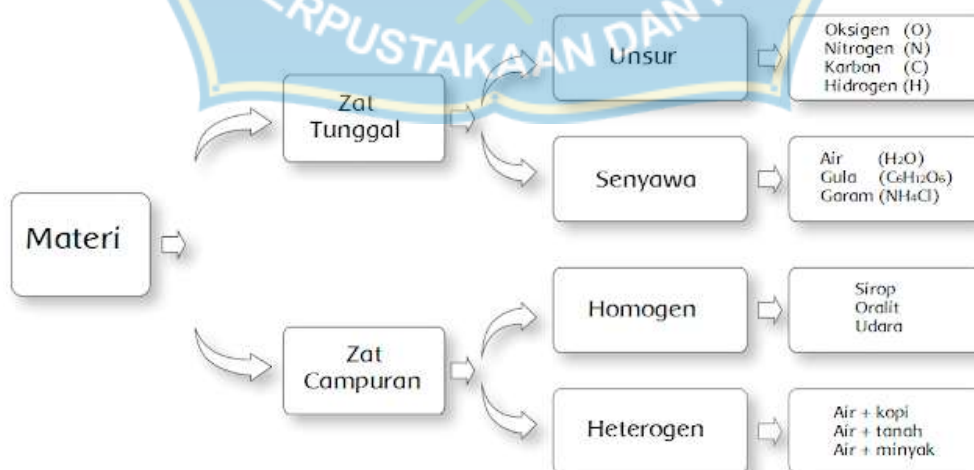 ERPUSTAKAAN DAN
Materi
Zat
Tunggal
Unsur
Oksigen (O)
Nitrogen (N)
Karbon (C)
Hidrogen (H)
Senyawa
Air (H₂O)
Gula (C₆H₁₂O₆)
Garam (NH₄Cl)
Zat
Campuran
Homogen
Sirop
Oralit
Udara
Heterogen
Air + kopi
Air + tanah
Air + minyak